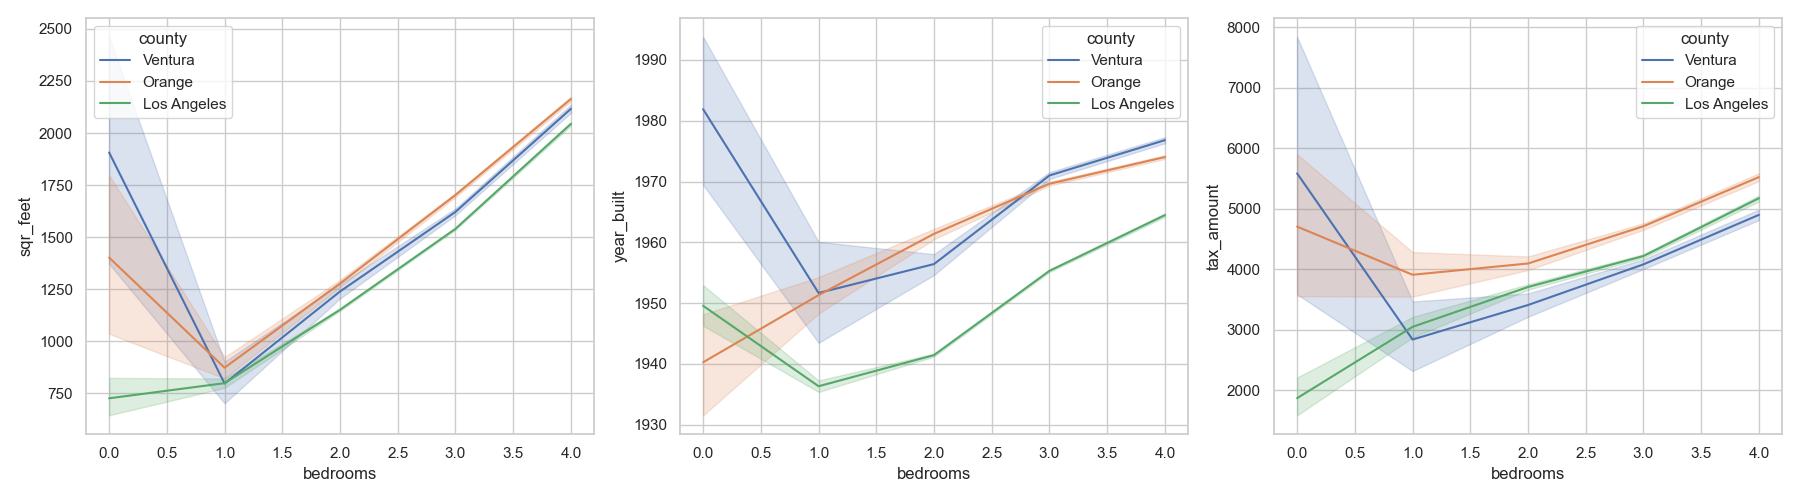 county
Ventura
Orange
Los Angeles
2500
2250
2000
1750
1500
1250
1000
750
sqr_feet
0.0 0.5 1.0 1.5 2.0 2.5 3.0 3.5 4.0
bedrooms
county
Ventura
Orange
Los Angeles
1990
1980
1970
1960
1950
1940
1930
year_built
0.0 0.5 1.0 1.5 2.0 2.5 3.0 3.5 4.0
bedrooms
county
Ventura
Orange
Los Angeles
8000
7000
6000
5000
4000
3000
2000
tax_amount
0.0 0.5 1.0 1.5 2.0 2.5 3.0 3.5 4.0
bedrooms